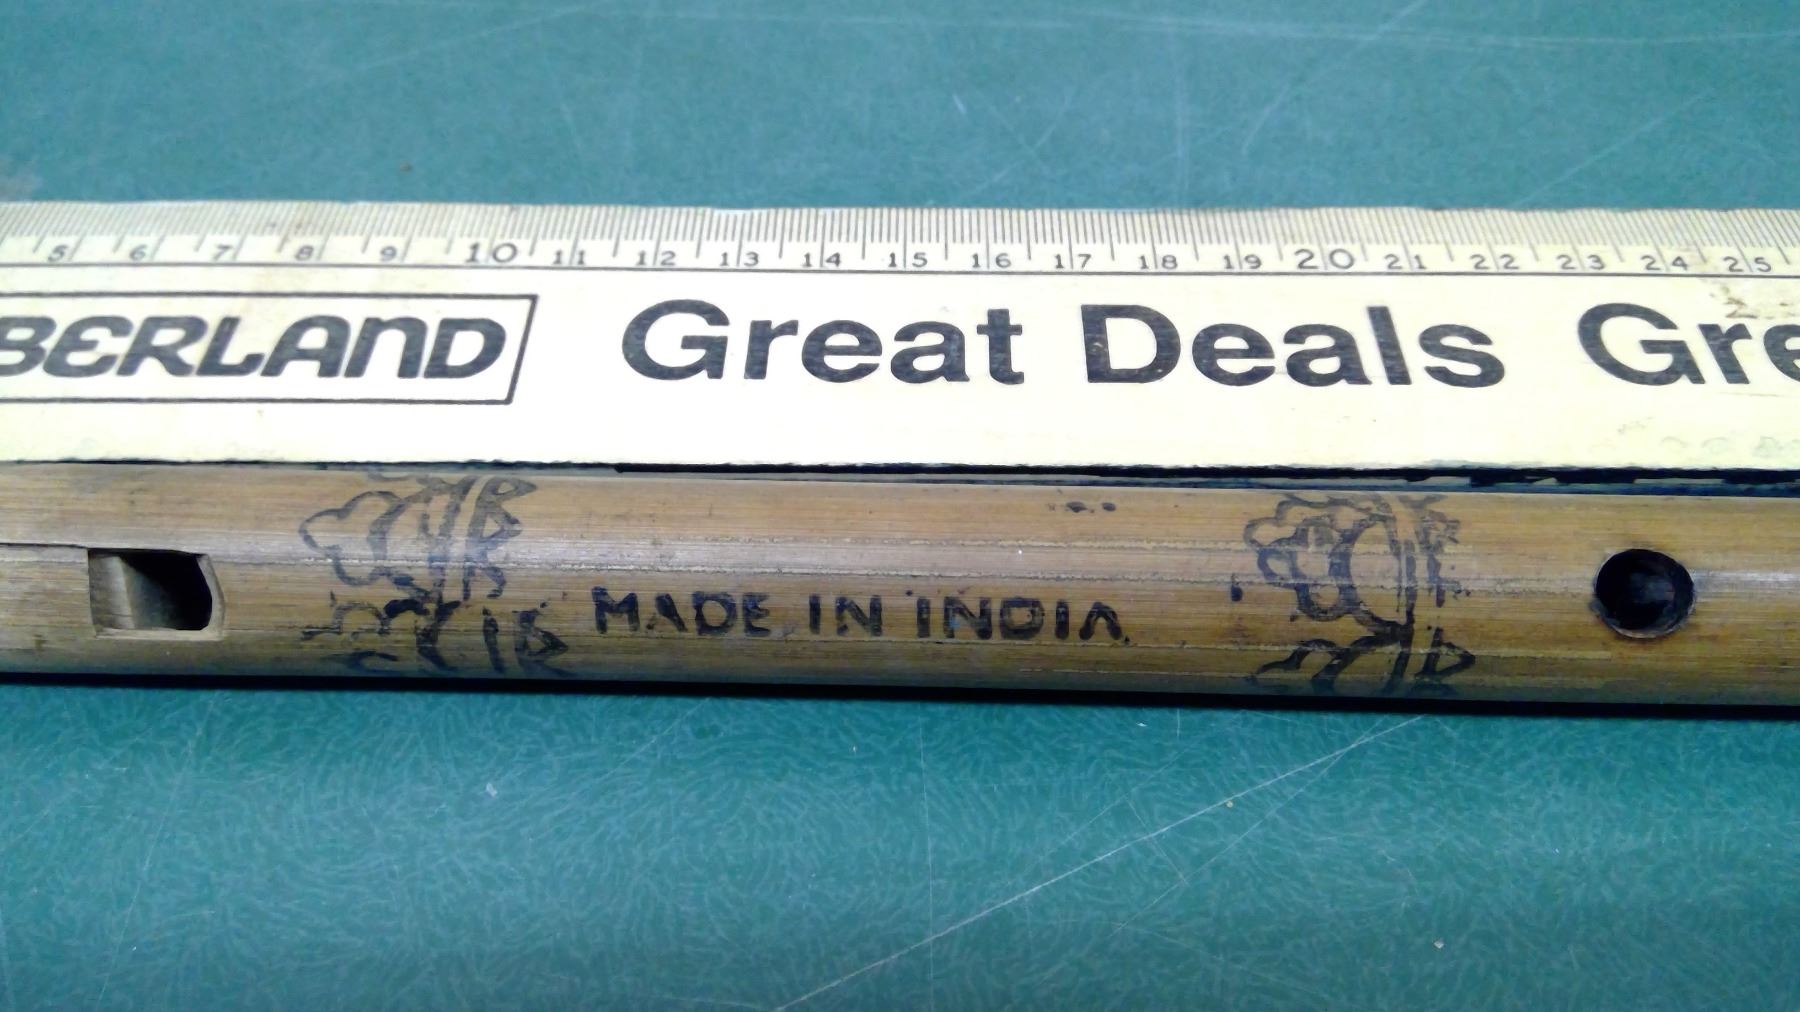 5 6 7 8 9 10 11 12 13 14 15 16 17 18 19 20 21 22 23 24 25
BERLAND Great Deals Gre
MADE IN INDIA